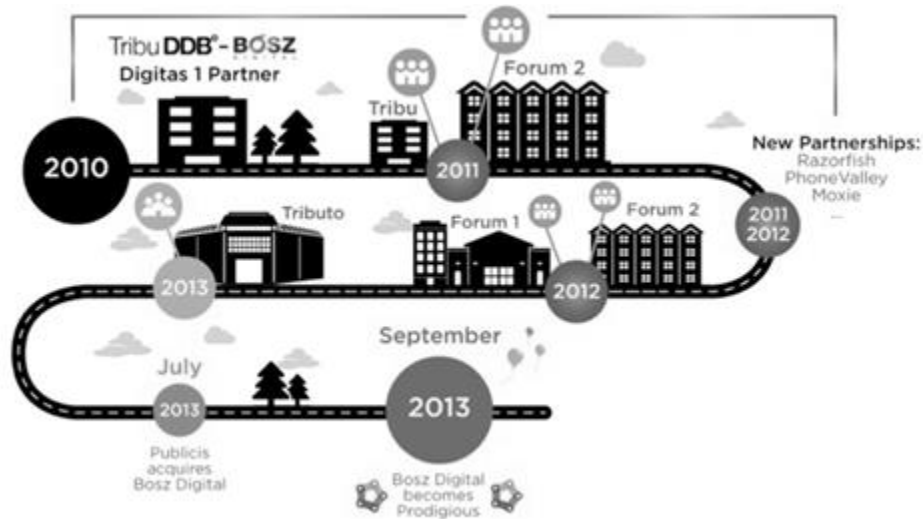 Tribu DDB® - BOSZ
DIGITAL
Digitas 1 Partner
Forum 2
Tribu
2010
2011
New Partnerships:
Razorfish
PhoneValley
Moxie
...
2011
2012
Tributo
Forum 1
Forum 2
2013
2012
July
September
2013
2013
Publicis
acquires
Bosz Digital
Bosz Digital
becomes
Prodigious